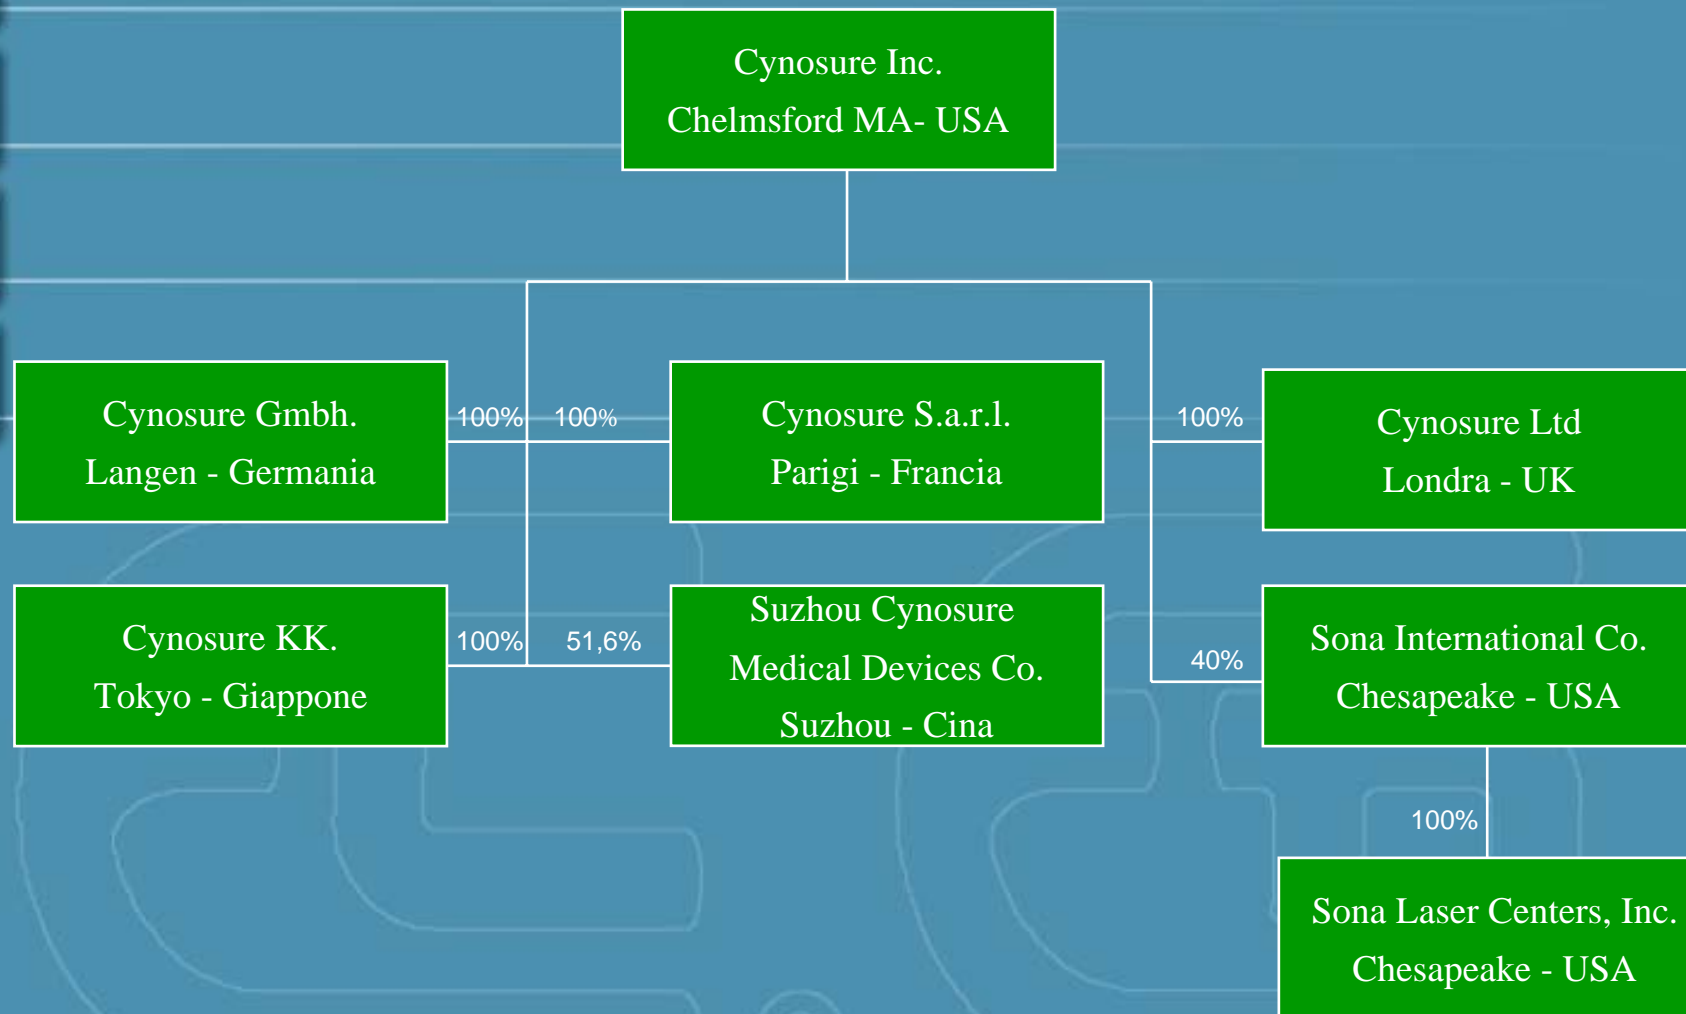 Cynosure Inc.
Chelmsford MA- USA
Cynosure Gmbh.
Langen - Germania
100%
100%
Cynosure S.a.r.l.
Parigi - Francia
100%
Cynosure Ltd
Londra - UK
Cynosure KK.
Tokyo - Giappone
100%
51,6%
Suzhou Cynosure
Medical Devices Co.
Suzhou - Cina
40%
Sona International Co.
Chesapeake - USA
100%
Sona Laser Centers, Inc.
Chesapeake - USA